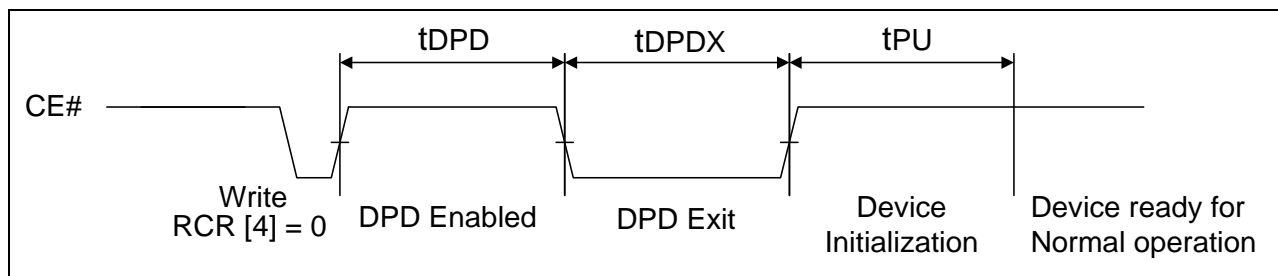 tDPD
tDPDX
tPU
CE#
Write
RCR [4] = 0
DPD Enabled
DPD Exit
Device
Initialization
Device ready for
Normal operation